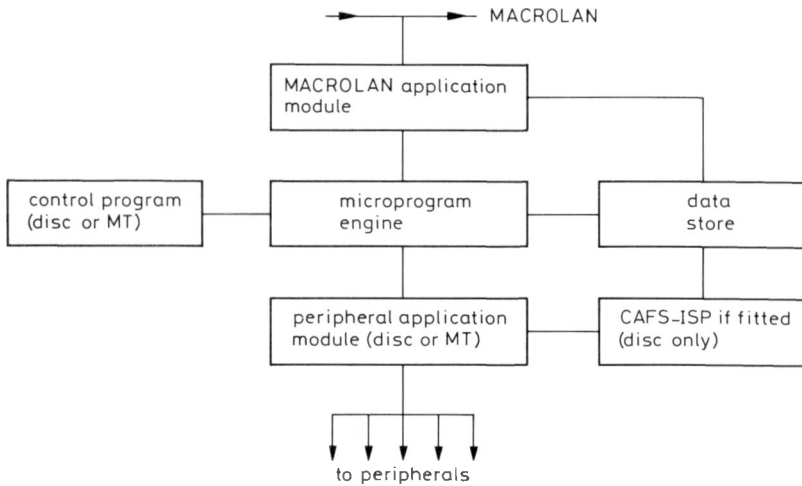 MACROLAN
MACROLAN application
module
control program
(disc or MT)
microprogram
engine
data
store
peripheral application
module (disc or MT)
CAFS-ISP if fitted
(disc only)
to peripherals